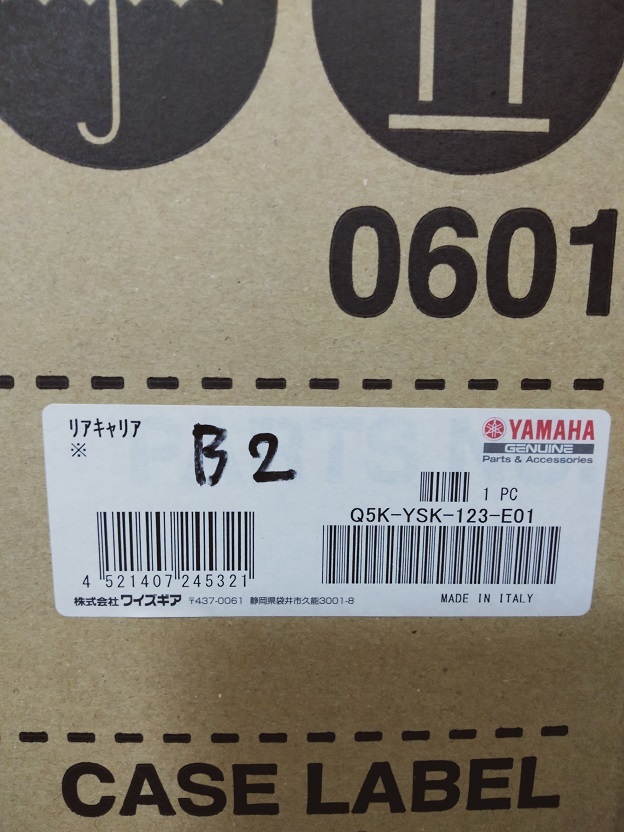 0601
リアキャリア
※
B2
YAMAHA
GENUINE
Parts & Accessories
1 PC
Q5K-YSK-123-E01
4 521407 245321
株式会社 ワイズギア 〒437-0061 静岡県袋井市久能3001-8
MADE IN ITALY
CASE LABEL